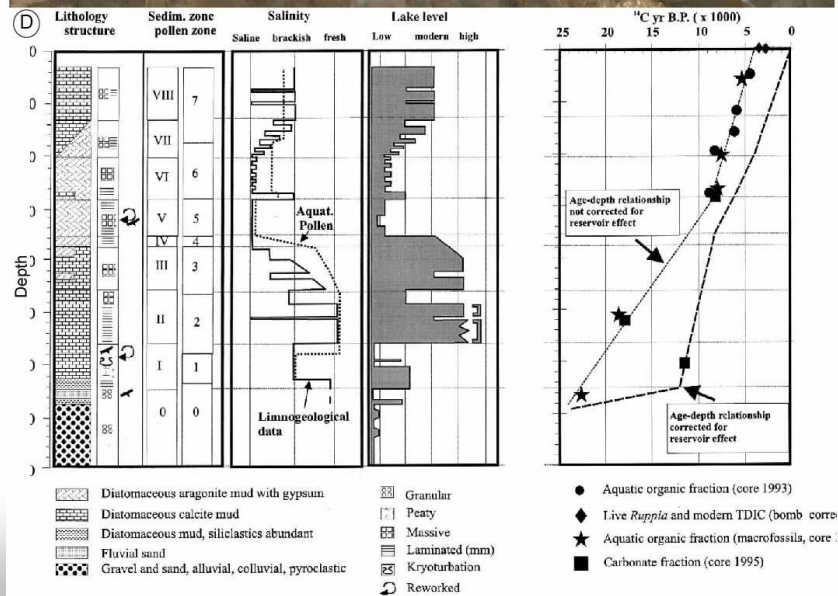 D
Lithology structure
Sedim. zone pollen zone
Salinity
Saline brackish fresh
Lake level
Low modern high
14C yr B.P. ( x 1000)
25 20 15 10 5 0
Depth
0
VIII 7
VII
VI 6
V 5
IV 4
III 3
II 2
I 1
0 0
Aquat. Pollen
Limnogeological data
Age-depth relationship not corrected for reservoir effect
Age-depth relationship corrected for reservoir effect
Diatomaceous aragonite mud with gypsum
Diatomaceous calcite mud
Diatomaceous mud, siliclastics abundant
Fluvial sand
Gravel and sand, alluvial, colluvial, pyroclastic
Granular
Peaty
Massive
Laminated (mm)
Kryoturbation
Reworked
Aquatic organic fraction (core 1993)
Live Ruppia and modern TDIC (bomb corre
Aquatic organic fraction (macrofossils, core
Carbonate fraction (core 1995)